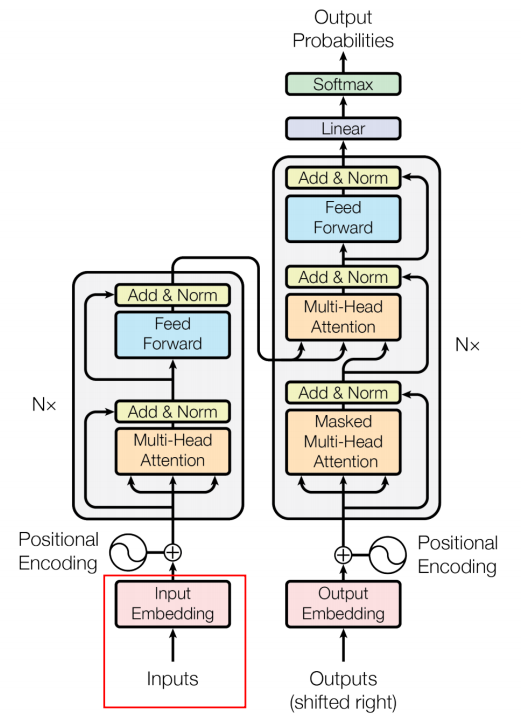 Output
Probabilities
Softmax
Linear
Add & Norm
Feed
Forward
Add & Norm
Multi-Head
Attention
Add & Norm
Masked
Multi-Head
Attention
N×
Add & Norm
Feed
Forward
Add & Norm
Multi-Head
Attention
N×
Positional
Encoding
Positional
Encoding
Input
Embedding
Output
Embedding
Inputs
Outputs
(shifted right)